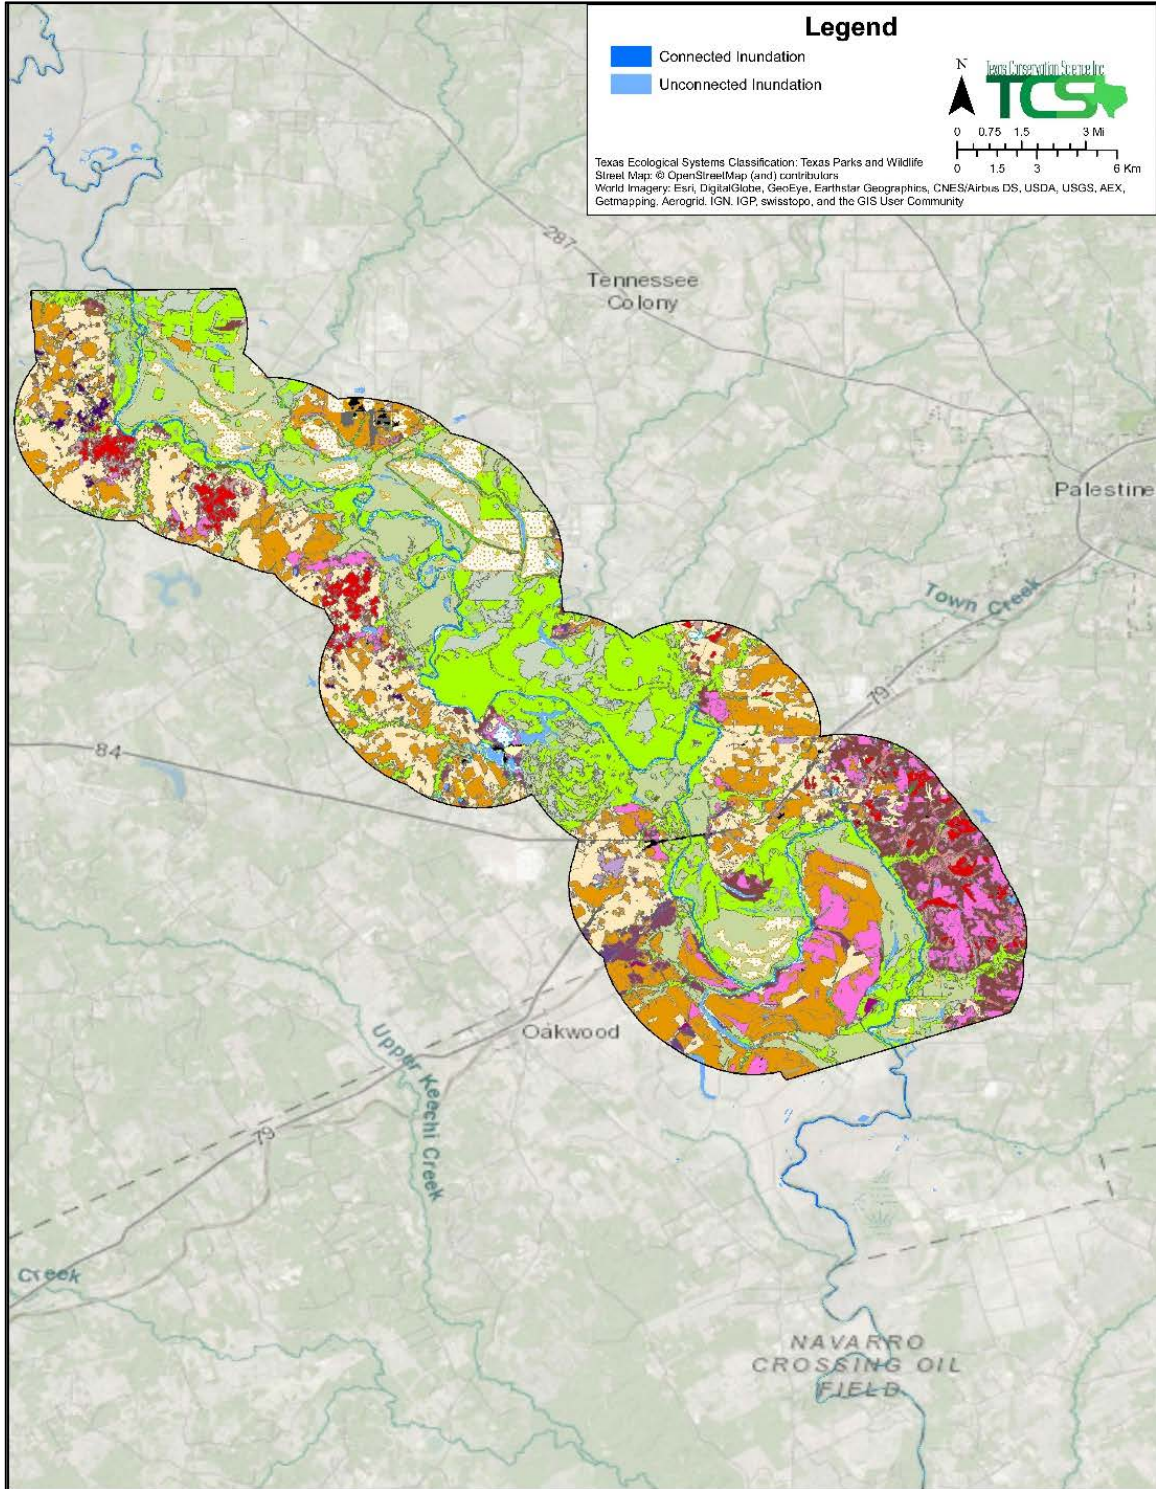 Legend
Connected Inundation
Unconnected Inundation
N
Texas Conservation Science Inc
TCS
0 0.75 1.5 3 Mi
0 1.5 3 6 Km
Texas Ecological Systems Classification: Texas Parks and Wildlife
Street Map: © OpenStreetMap (and) contributors
World Imagery: Esri, DigitalGlobe, GeoEye, Earthstar Geographics, CNES/Airbus DS, USDA, USGS, AEX,
Getmapping, Aerogrid, IGN, IGP, swisstopo, and the GIS User Community
287
Tennessee
Colony
Palestine
Town Creek
79
84
Oakwood
Upper Keechi Creek
79
Creek
NAVARRO
CROSSING OIL
FIELD